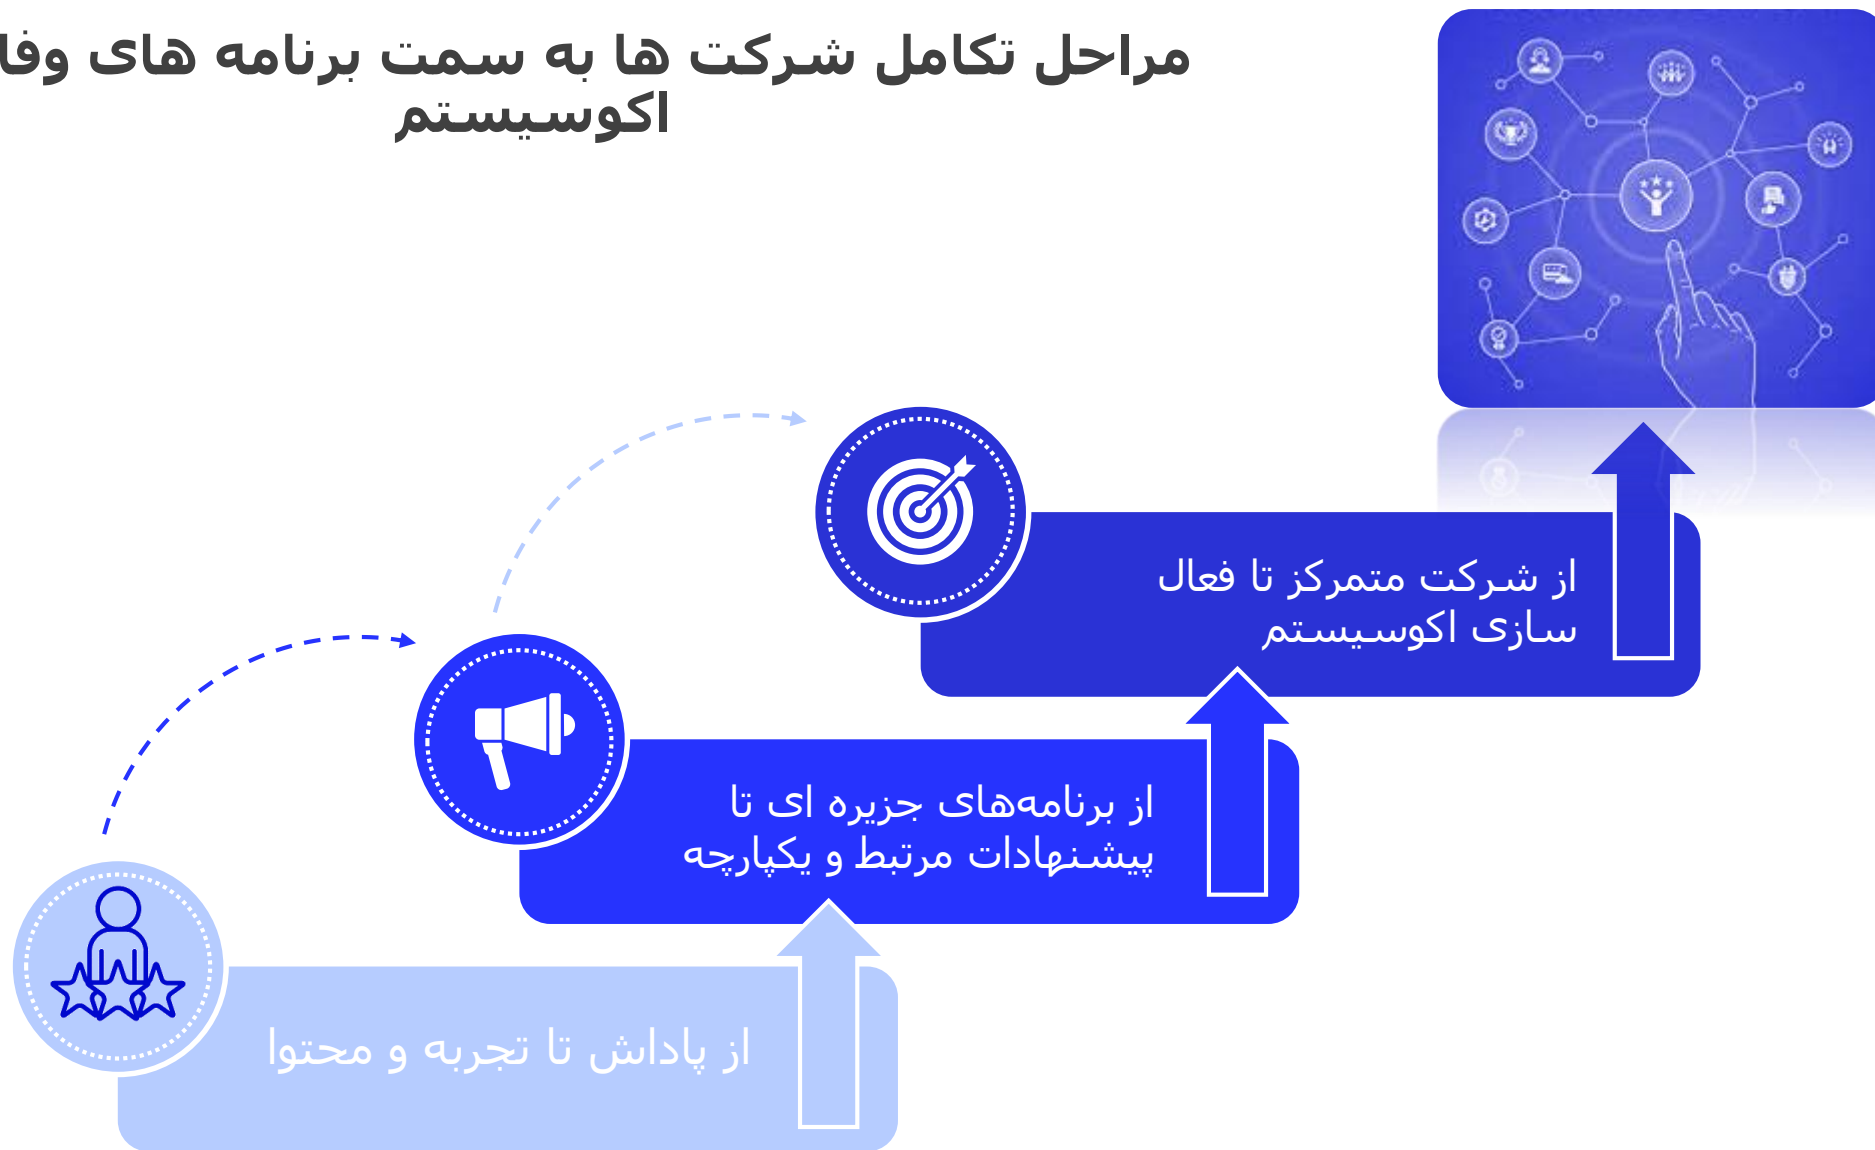 مراحل تکامل شرکت ها به سمت برنامه های
اکوسیستم
از شرکت متمرکز تا فعال
سازی اکوسیستم
از برنامه‌های جزیره ای تا
پیشنهادات مرتبط و یکپارچه
از پاداش تا تجربه و محتوا